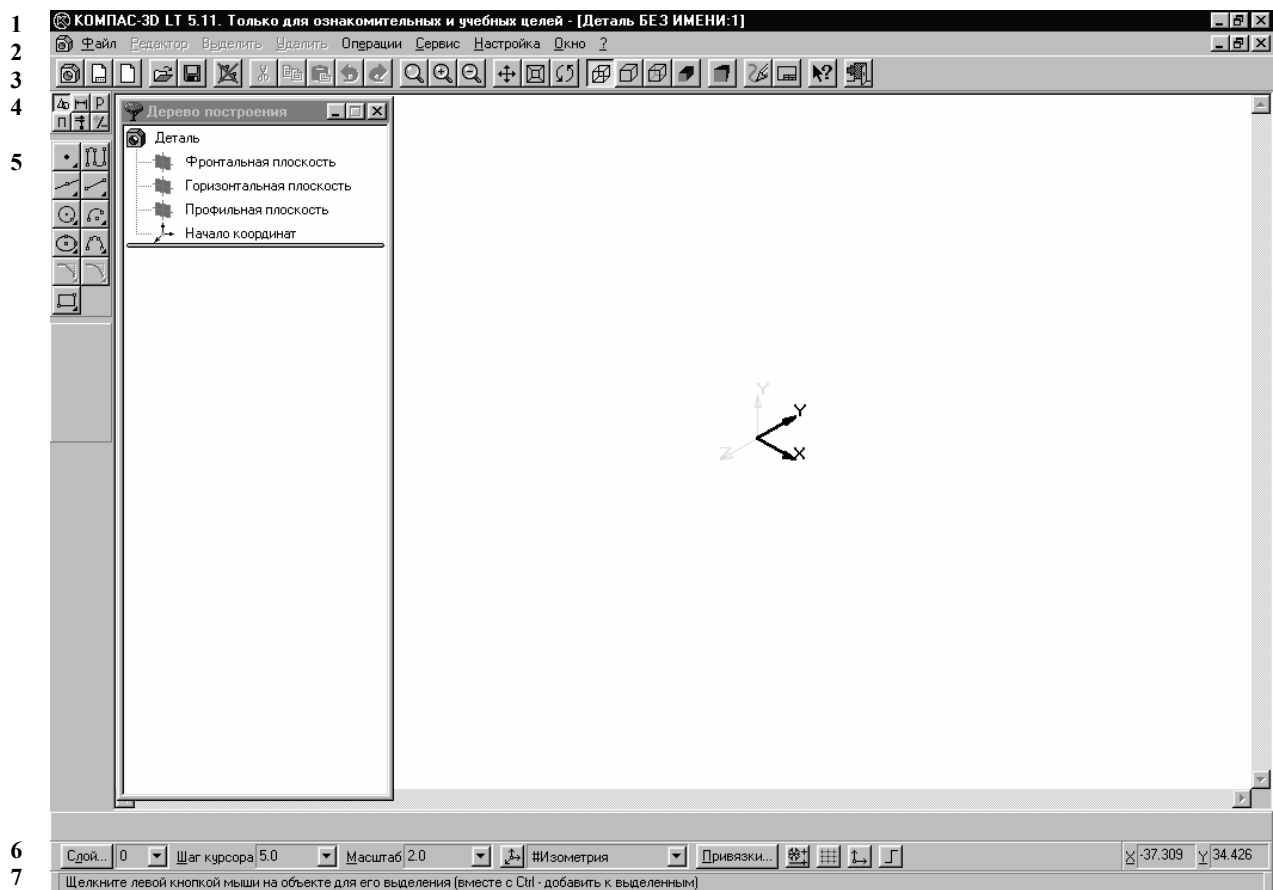 1 КОМПАС-3D LT 5.11. Только для ознакомительных и учебных целей - [Деталь БЕЗ ИМЕНИ:1]
2 Файл Редактор Выделить Удалить Операции Сервис Настройка Окно ?
3
4 Р
П
Дерево построения
Деталь
5 Фронтальная плоскость
Горизонтальная плоскость
Профильная плоскость
Начало координат
Y
Y
Z X
6 Слой... 0 Шаг курсора 5.0 Масштаб 2.0 #Изометрия Привязки... X -37.309 Y 34.426
7 Щелкните левой кнопкой мыши на объекте для его выделения (вместе с Ctrl - добавить к выделенным)